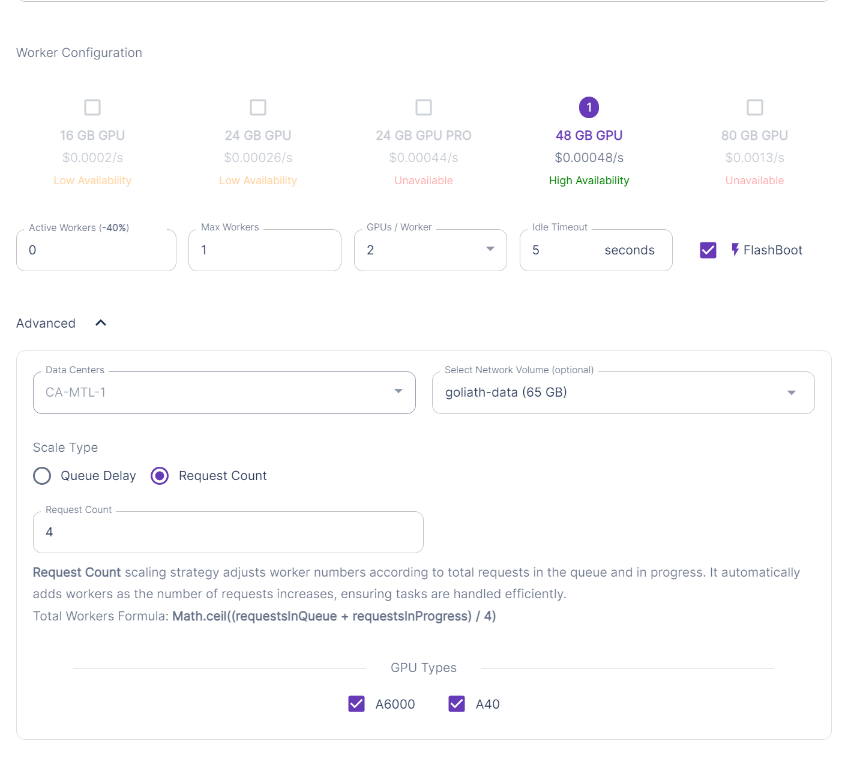 Worker Configuration
1
16 GB GPU
$0.0002/s
Low Availability
24 GB GPU
$0.00026/s
Low Availability
24 GB GPU PRO
$0.00044/s
Unavailable
48 GB GPU
$0.00048/s
High Availability
80 GB GPU
$0.0013/s
Unavailable
Active Workers (-40%)
0
Max Workers
1
GPUs / Worker
2
Idle Timeout
5 seconds
FlashBoot
Advanced
Data Centers
CA-MTL-1
Select Network Volume (optional)
goliath-data (65 GB)
Scale Type
Queue Delay
Request Count
Request Count
4
Request Count scaling strategy adjusts worker numbers according to total requests in the queue and in progress. It automatically
adds workers as the number of requests increases, ensuring tasks are handled efficiently.
Total Workers Formula: Math.ceil((requestsInQueue + requestsInProgress) / 4)
GPU Types
A6000
A40